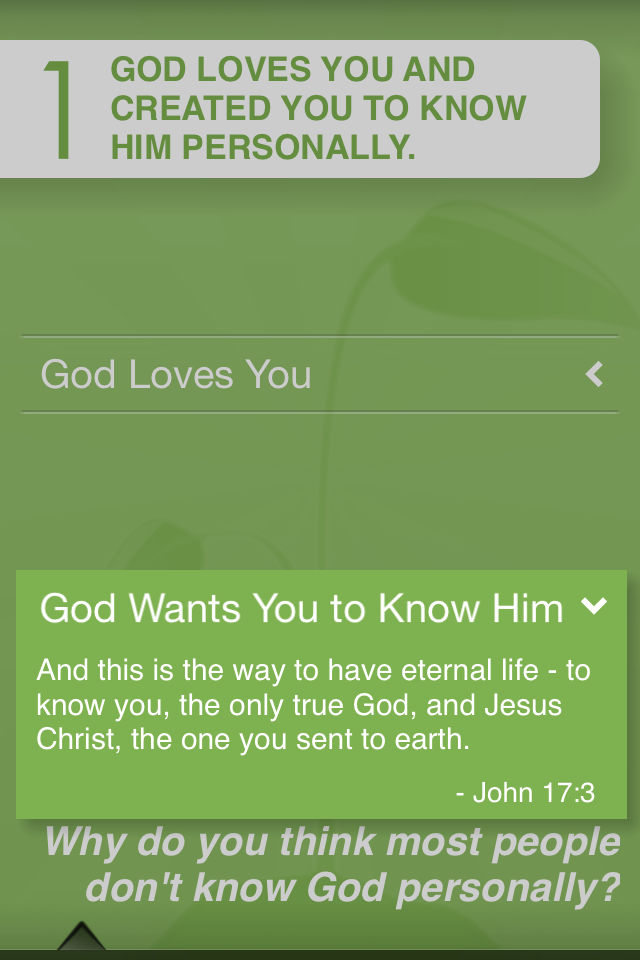 1
GOD LOVES YOU AND
CREATED YOU TO KNOW
HIM PERSONALLY.
God Loves You
God Wants You to Know Him
And this is the way to have eternal life - to
know you, the only true God, and Jesus
Christ, the one you sent to earth.
- John 17:3
Why do you think most people
don't know God personally?